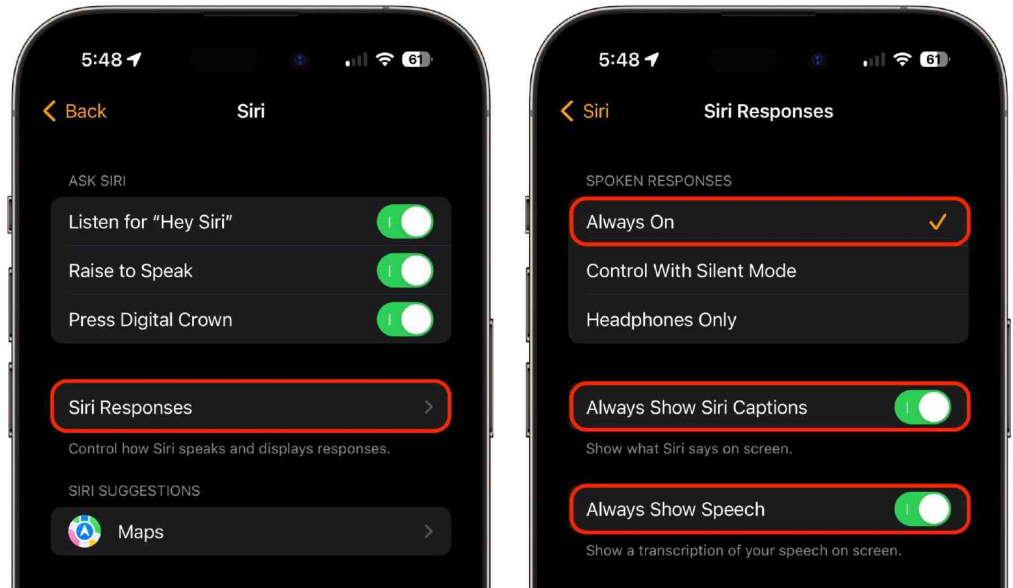 5:48
61
Back
Siri
ASK SIRI
Listen for “Hey Siri”
Raise to Speak
Press Digital Crown
Siri Responses
Control how Siri speaks and displays responses.
SIRI SUGGESTIONS
Maps
5:48
61
Siri
Siri Responses
SPOKEN RESPONSES
Always On
Control With Silent Mode
Headphones Only
Always Show Siri Captions
Show what Siri says on screen.
Always Show Speech
Show a transcription of your speech on screen.